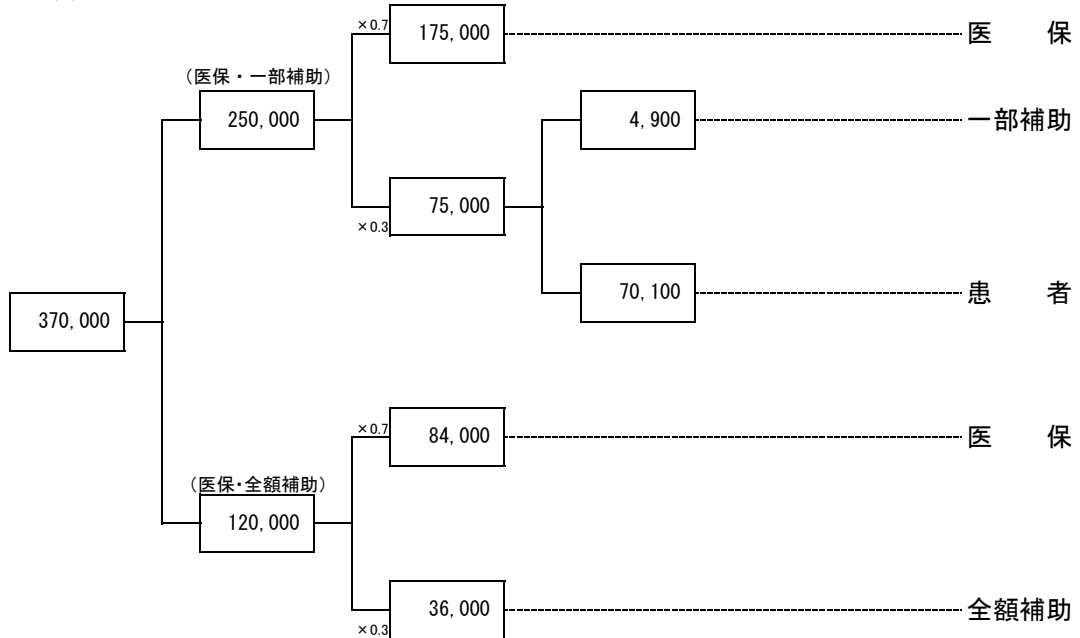 ×0.7
175,000
医　保
(医保・一部補助)
250,000
4,900
一部補助
75,000
×0.3
70,100
患　者
370,000
×0.7
84,000
医　保
(医保・全額補助)
120,000
36,000
全額補助
×0.3